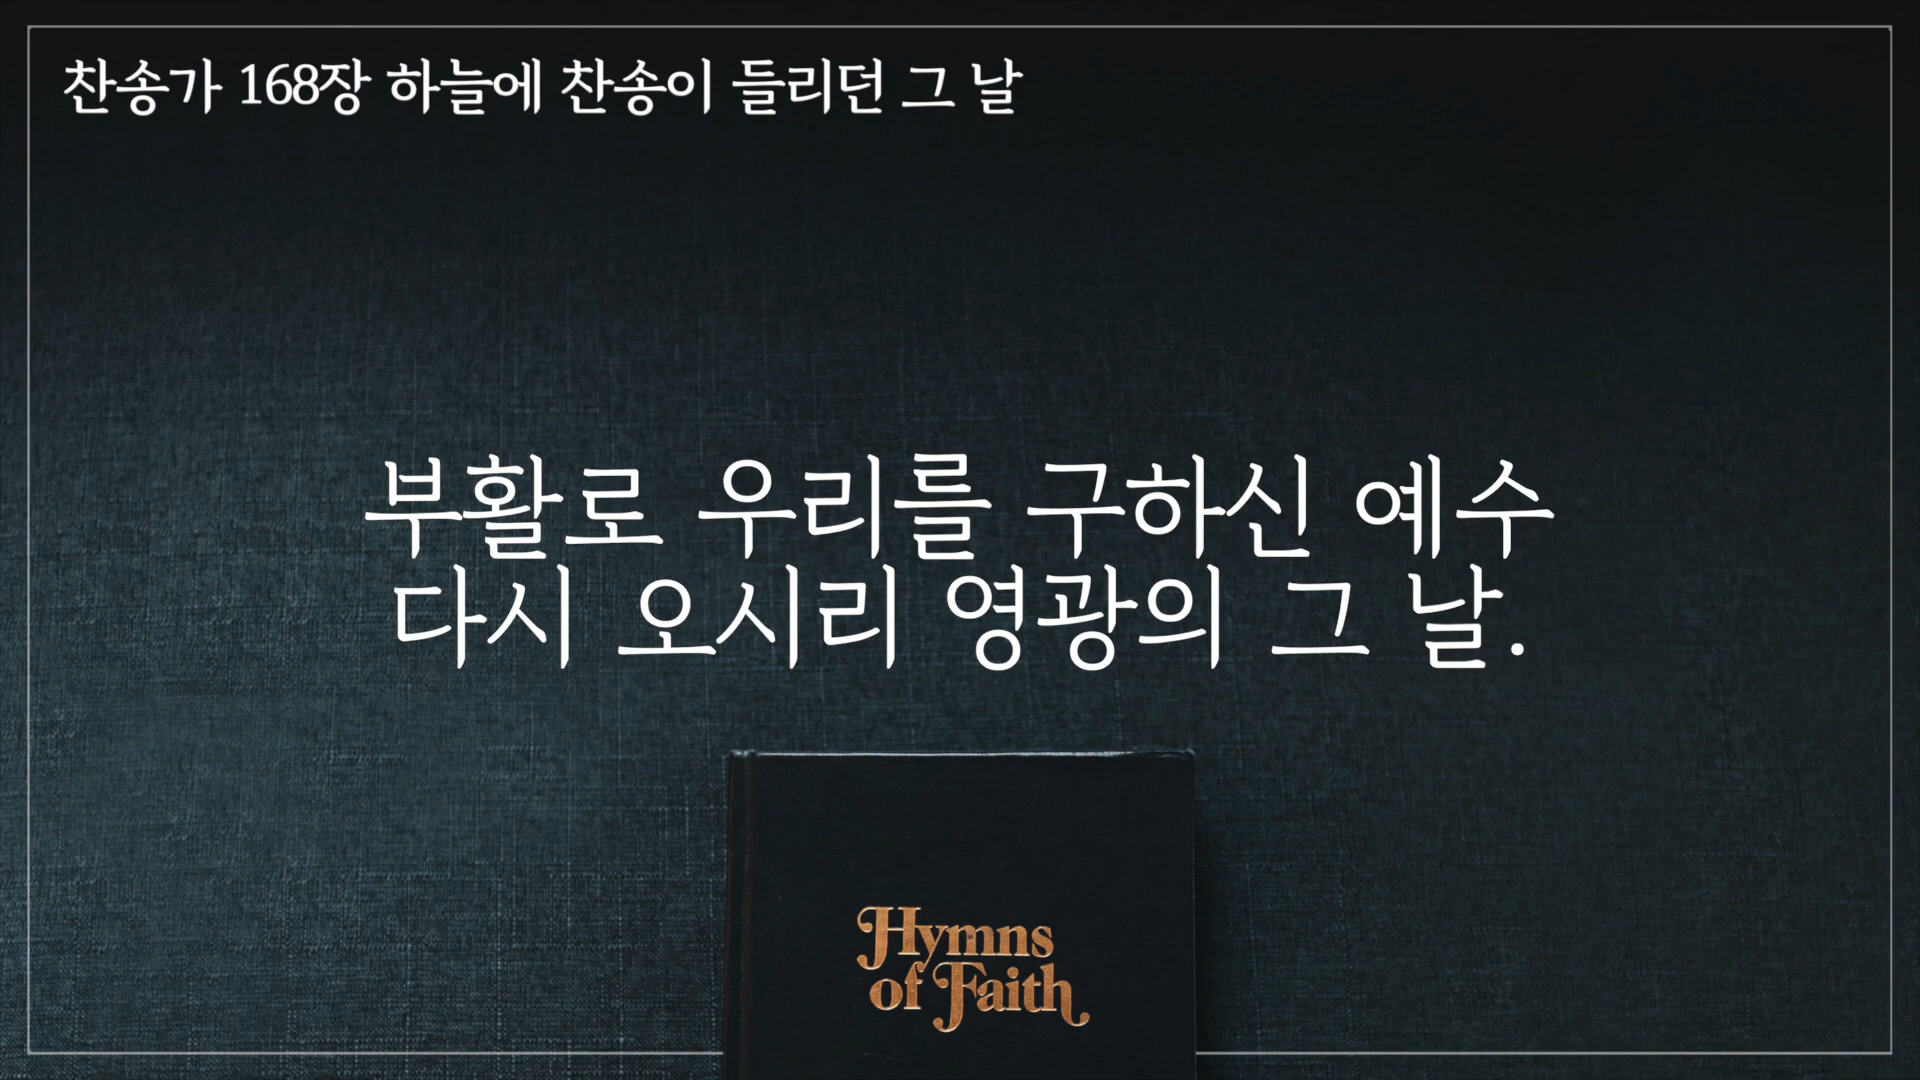 찬송가 168장 하늘에 찬송이 들리던 그 날
부활로 우리를 구하신 예수
다시 오시리 영광의 그 날.
Hymns
of Faith